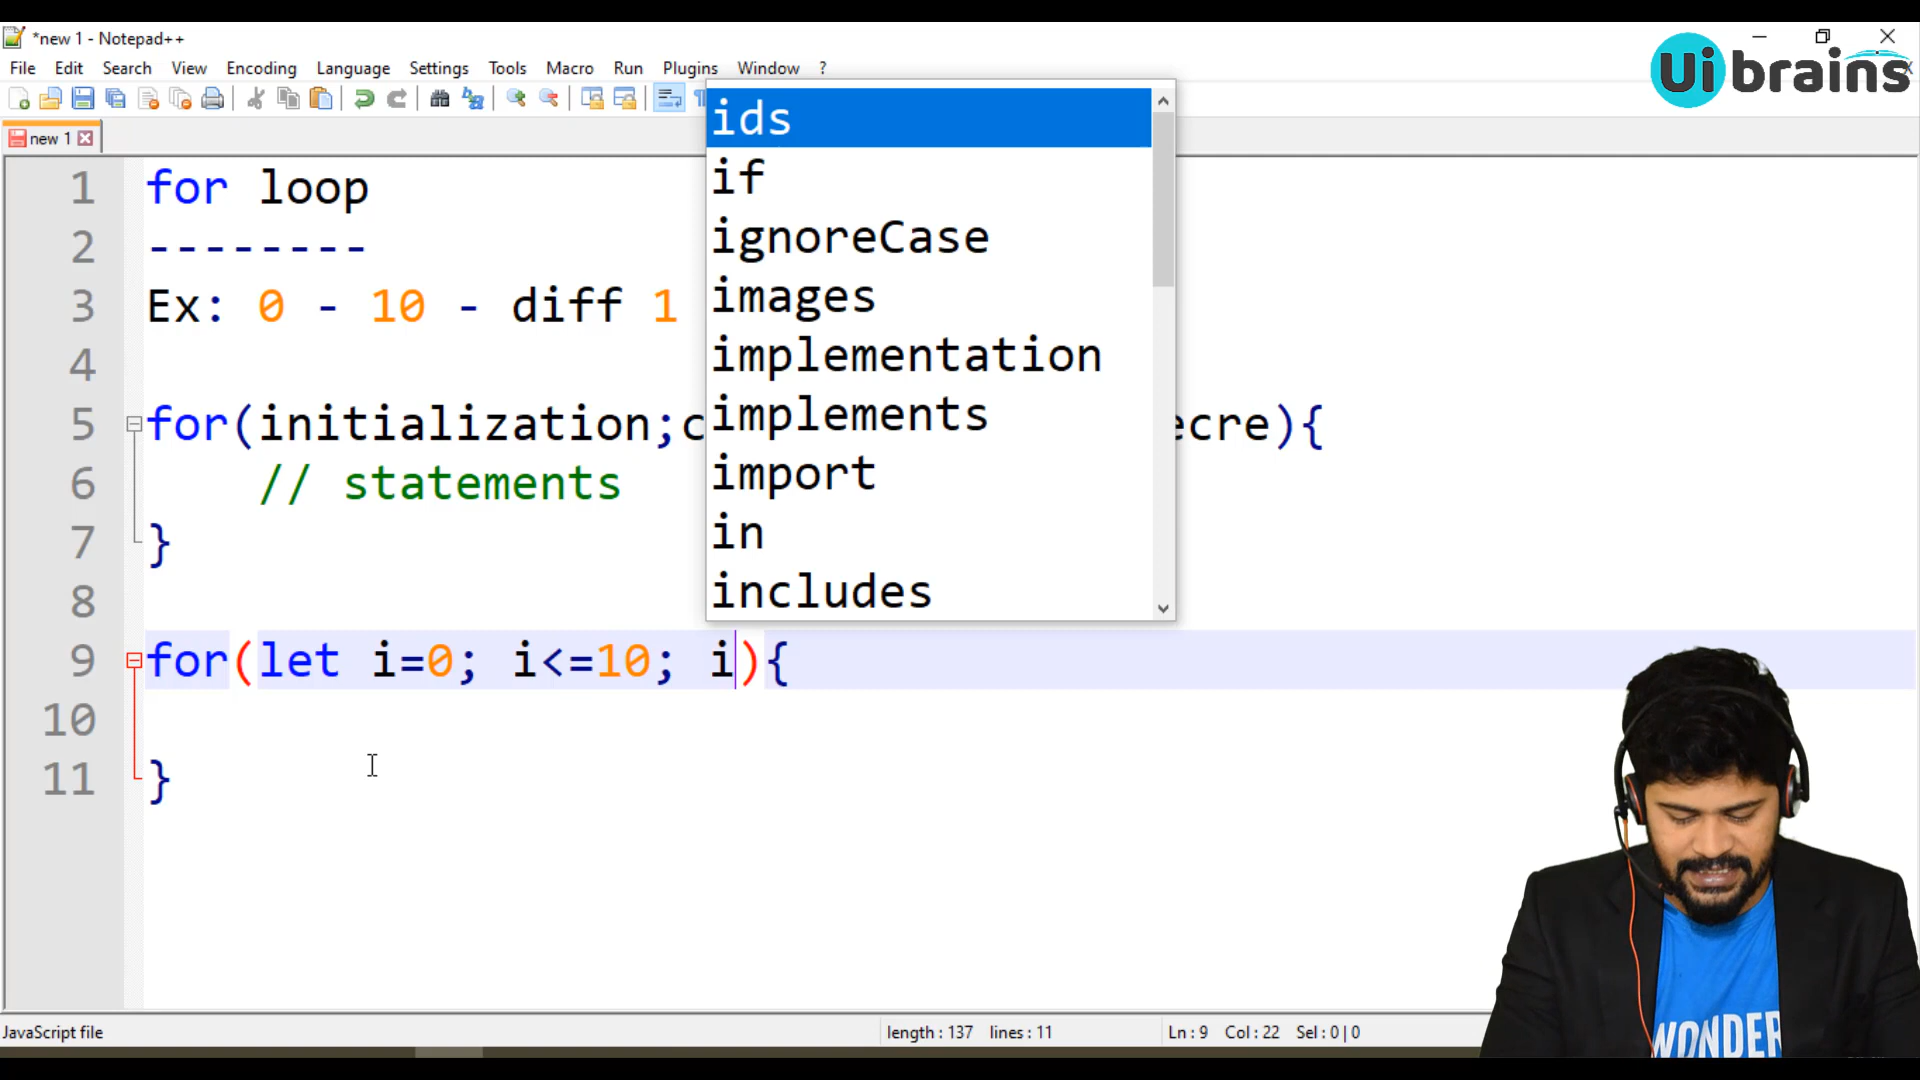 *new 1 - Notepad++
Ui brains
File Edit Search View Encoding Language Settings Tools Macro Run Plugins Window ?
new 1
1 for loop
2 --------
3 Ex: 0 - 10 - diff 1
4
5 for(initialization;c ecre){
6 // statements
7 }
8
9 for(let i=0; i<=10; i){
10
11 }
ids
if
ignoreCase
images
implementation
implements
import
in
includes
WONDER
JavaScript file length : 137 lines : 11 Ln : 9 Col : 22 Sel : 0 | 0